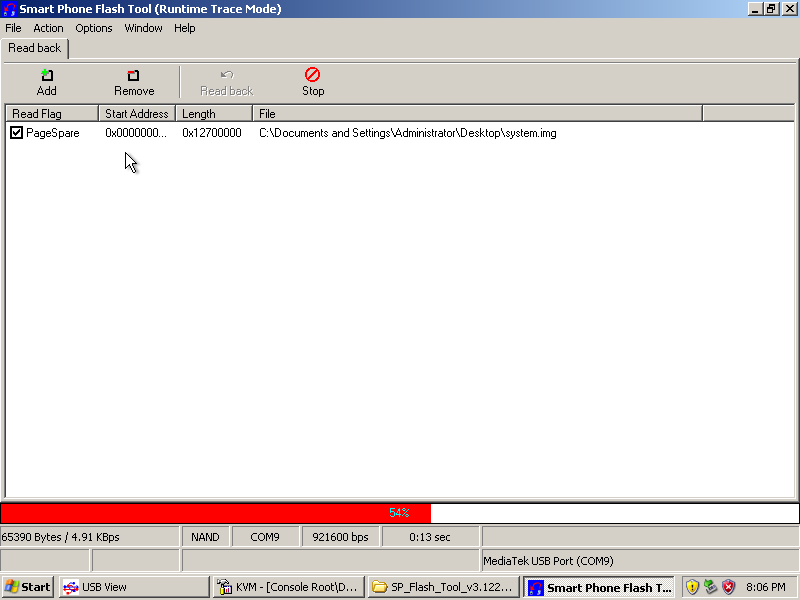 Smart Phone Flash Tool (Runtime Trace Mode)
File Action Options Window Help
Read back
Add Remove Read back Stop
Read Flag Start Address Length File
PageSpare 0x0000000... 0x12700000 C:\Documents and Settings\Administrator\Desktop\system.img
54%
65390 Bytes / 4.91 KBps NAND COM9 921600 bps 0:13 sec
MediaTek USB Port (COM9)
Start USB View KVM - [Console Root\D... SP_Flash_Tool_v3.122... Smart Phone Flash T... 8:06 PM